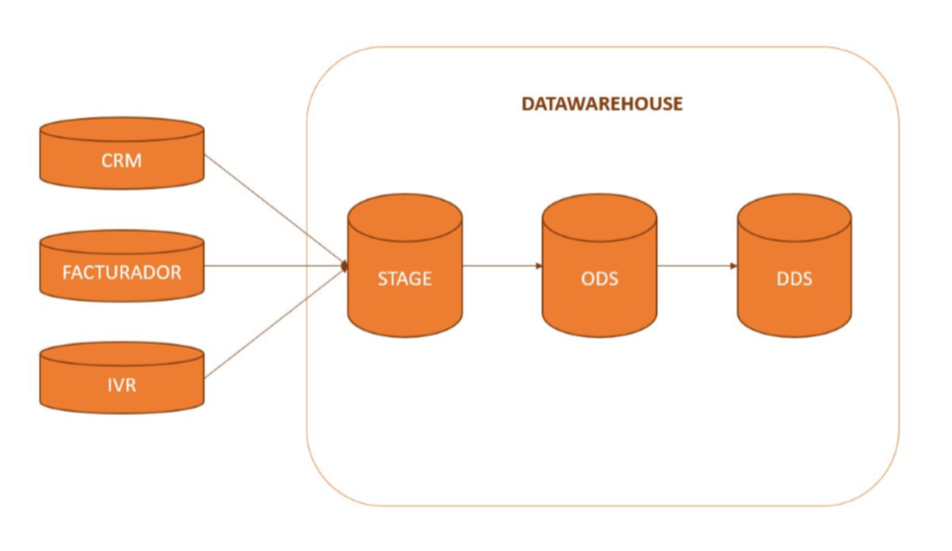 DATAWAREHOUSE
CRM
FACTURADOR
IVR
STAGE
ODS
DDS